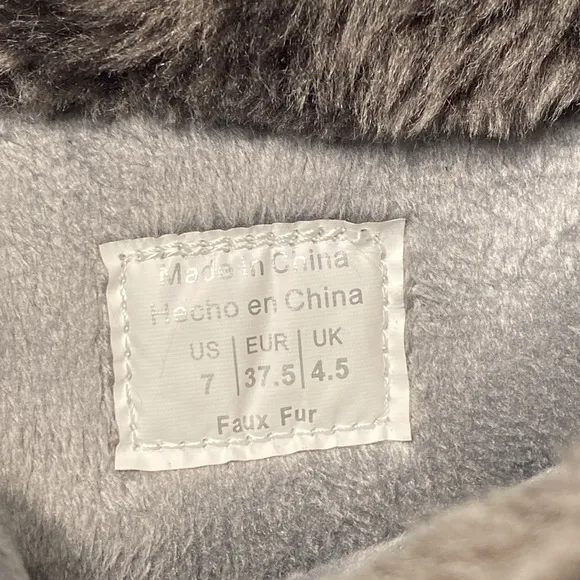 Made in China
Hecho en China
US | EUR | UK
7 | 37.5 | 4.5
Faux Fur